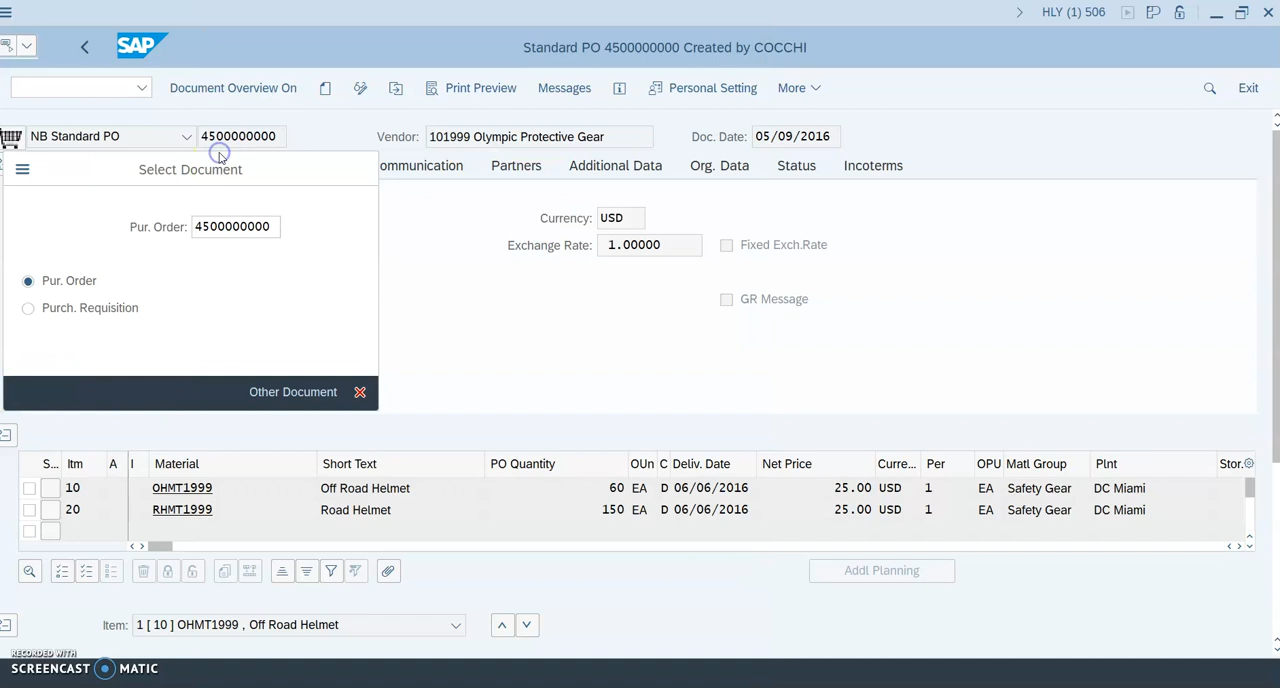 HLY (1) 506
SAP
Standard PO 4500000000 Created by COCCHI
Document Overview On
Print Preview
Messages
Personal Setting
More
Exit
NB Standard PO
4500000000
Vendor:
101999 Olympic Protective Gear
Doc. Date:
05/09/2016
Select Document
ommunication
Partners
Additional Data
Org. Data
Status
Incoterms
Pur. Order:
4500000000
Currency:
USD
Exchange Rate:
1.00000
Fixed Exch.Rate
Pur. Order
Purch. Requisition
GR Message
Other Document
S... Itm A I Material Short Text PO Quantity OUn C Deliv. Date Net Price Curre... Per OPU Matl Group Plnt Stor.
10 OHMT1999 Off Road Helmet 60 EA D 06/06/2016 25.00 USD 1 EA Safety Gear DC Miami
20 RHMT1999 Road Helmet 150 EA D 06/06/2016 25.00 USD 1 EA Safety Gear DC Miami
Addl Planning
Item:
1 [ 10 ] OHMT1999 , Off Road Helmet
RECORDED WITH
SCREENCAST MATIC